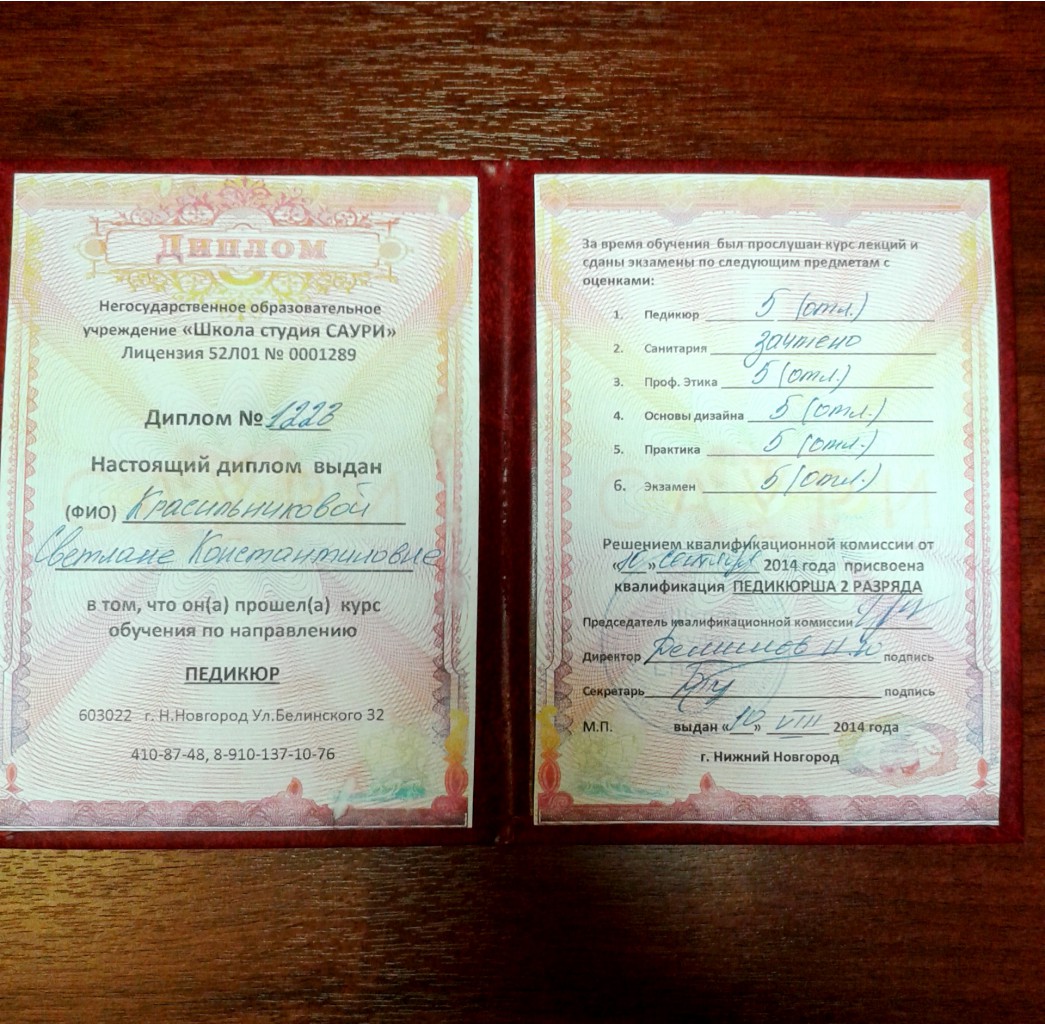 Диплом
Негосударственное образовательное
учреждение «Школа студия САУРИ»
Лицензия 52Л01 № 0001289
Диплом № 1223
Настоящий диплом выдан
(ФИО) Красильниковой
Светлане Константиновне
в том, что он(а) прошел(а) курс
обучения по направлению
ПЕДИКЮР
603022 г. Н.Новгород Ул.Белинского 32
410-87-48, 8-910-137-10-76
За время обучения был прослушан курс лекций и
сданы экзамены по следующим предметам с
оценками:
1. Педикюр 5 (отл.)
2. Санитария зачтено
3. Проф. Этика 5 (отл.)
4. Основы дизайна 5 (отл.)
5. Практика 5 (отл.)
6. Экзамен 5 (отл.)
САУРИ
Решением квалификационной комиссии от
«10» сентября 2014 года присвоена
квалификация ПЕДИКЮРША 2 РАЗРЯДА
Председатель квалификационной комиссии
Директор подпись
Секретарь подпись
М.П. выдан «10» VIII 2014 года
г. Нижний Новгород